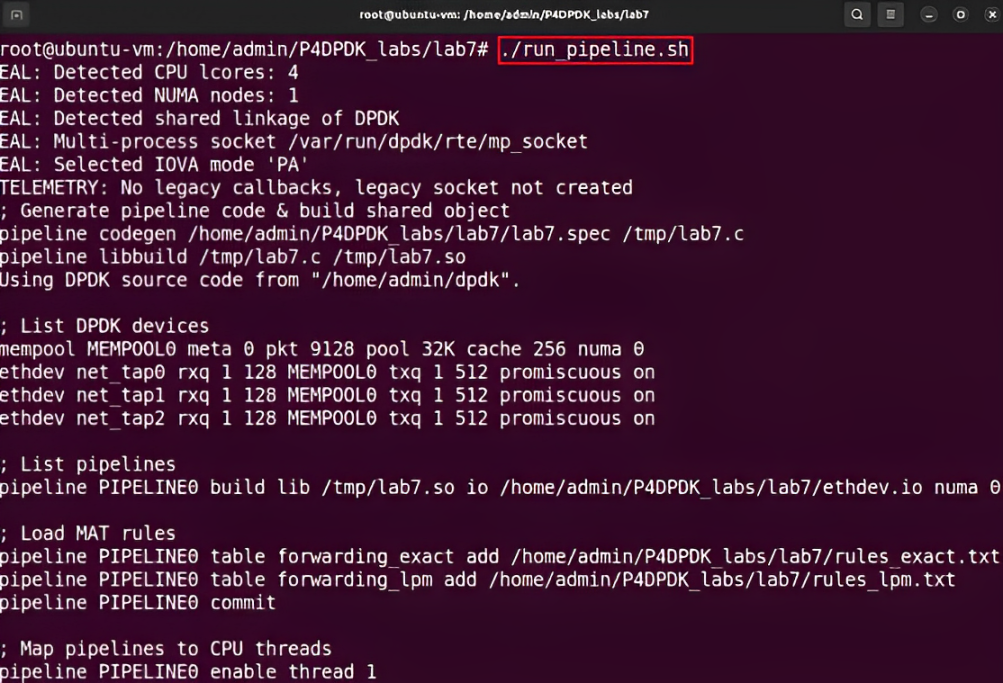 root@ubuntu-vm: /home/admin/P4DPDK_labs/lab7
root@ubuntu-vm:/home/admin/P4DPDK_labs/lab7# ./run_pipeline.sh
EAL: Detected CPU lcores: 4
EAL: Detected NUMA nodes: 1
EAL: Detected shared linkage of DPDK
EAL: Multi-process socket /var/run/dpdk/rte/mp_socket
EAL: Selected IOVA mode 'PA'
TELEMETRY: No legacy callbacks, legacy socket not created
; Generate pipeline code & build shared object
pipeline codegen /home/admin/P4DPDK_labs/lab7/lab7.spec /tmp/lab7.c
pipeline libbuild /tmp/lab7.c /tmp/lab7.so
Using DPDK source code from "/home/admin/dpdk".
; List DPDK devices
mempool MEMPOOL0 meta 0 pkt 9128 pool 32K cache 256 numa 0
ethdev net_tap0 rxq 1 128 MEMPOOL0 txq 1 512 promiscuous on
ethdev net_tap1 rxq 1 128 MEMPOOL0 txq 1 512 promiscuous on
ethdev net_tap2 rxq 1 128 MEMPOOL0 txq 1 512 promiscuous on
; List pipelines
pipeline PIPELINE0 build lib /tmp/lab7.so io /home/admin/P4DPDK_labs/lab7/ethdev.io numa 0
; Load MAT rules
pipeline PIPELINE0 table forwarding_exact add /home/admin/P4DPDK_labs/lab7/rules_exact.txt
pipeline PIPELINE0 table forwarding_lpm add /home/admin/P4DPDK_labs/lab7/rules_lpm.txt
pipeline PIPELINE0 commit
; Map pipelines to CPU threads
pipeline PIPELINE0 enable thread 1